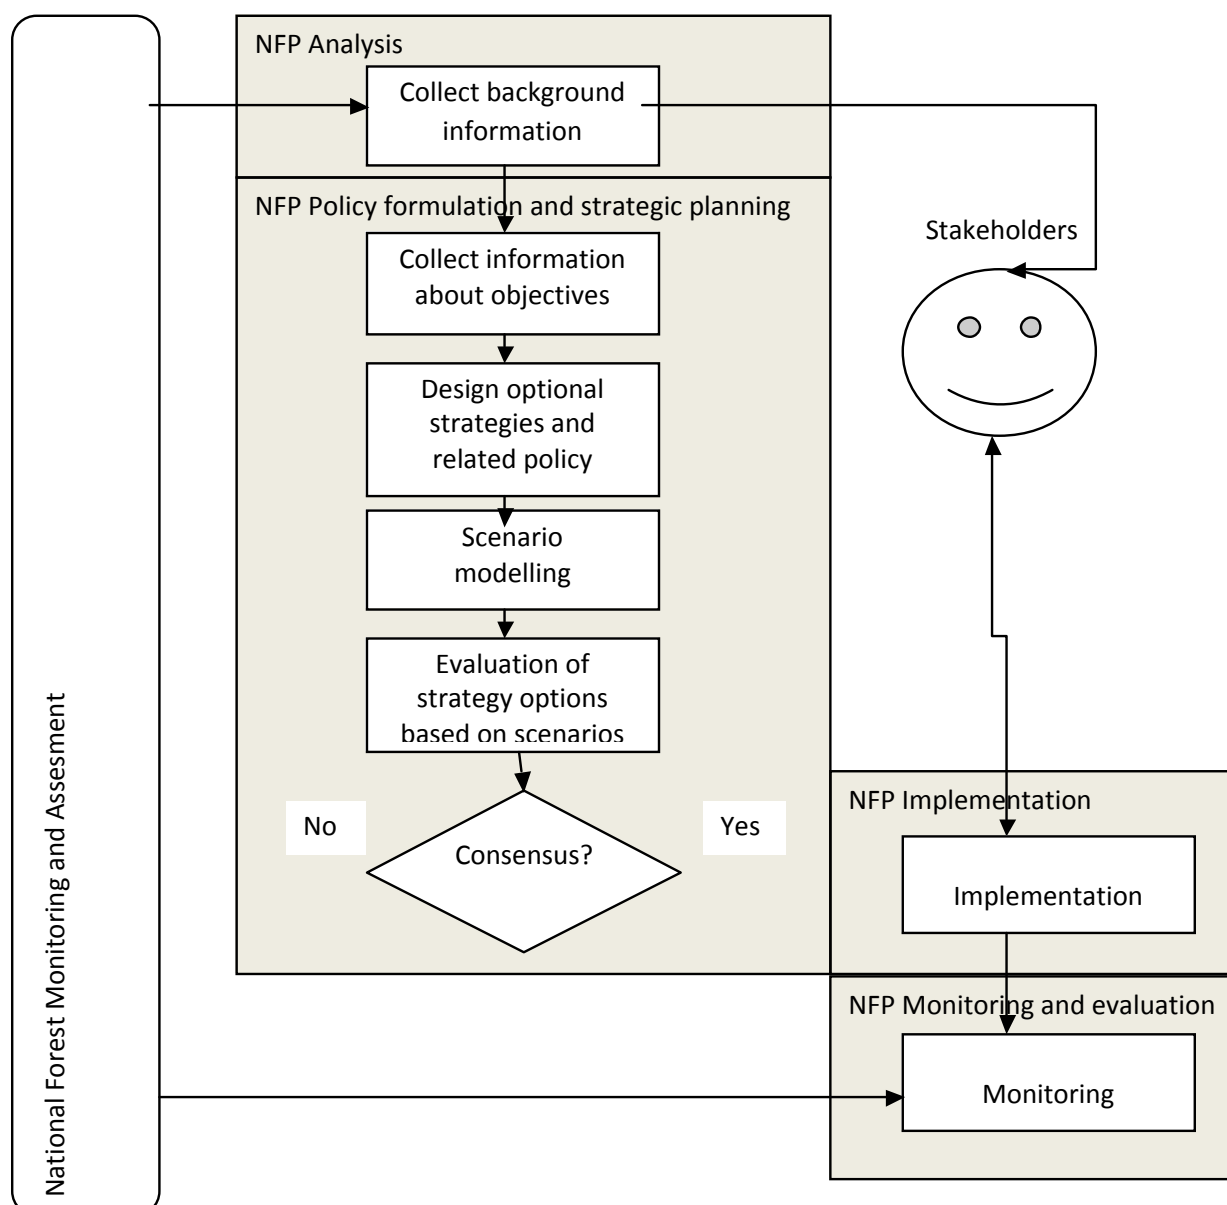 NFP Analysis
Collect background
information
NFP Policy formulation and strategic planning
Collect information
about objectives
Stakeholders
Design optional
strategies and
related policy
Scenario
modelling
Evaluation of
strategy options
based on scenarios
No
Yes
Consensus?
NFP Implementation
Implementation
NFP Monitoring and evaluation
Monitoring
National Forest Monitoring and Assesment